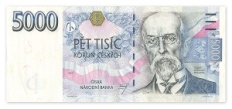 5000
PĚT TISÍC
KORUN ČESKÝCH
ČESKÁ
NÁRODNÍ BANKA
5000